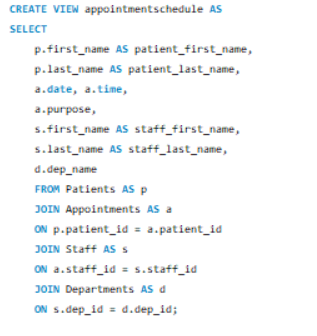 CREATE VIEW appointmentschedule AS
SELECT
p.first_name AS patient_first_name,
p.last_name AS patient_last_name,
a.date, a.time,
a.purpose,
s.first_name AS staff_first_name,
s.last_name AS staff_last_name,
d.dep_name
FROM Patients AS p
JOIN Appointments AS a
ON p.patient_id = a.patient_id
JOIN Staff AS s
ON a.staff_id = s.staff_id
JOIN Departments AS d
ON s.dep_id = d.dep_id;